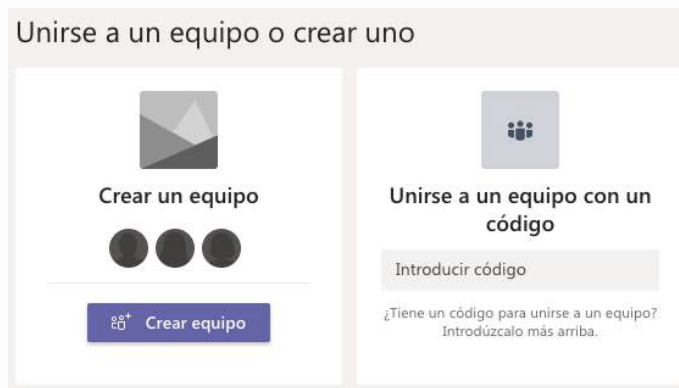 Unirse a un equipo o crear uno
Crear un equipo
Crear equipo
Unirse a un equipo con un
código
Introducir código
¿Tiene un código para unirse a un equipo?
Introdúzcalo más arriba.